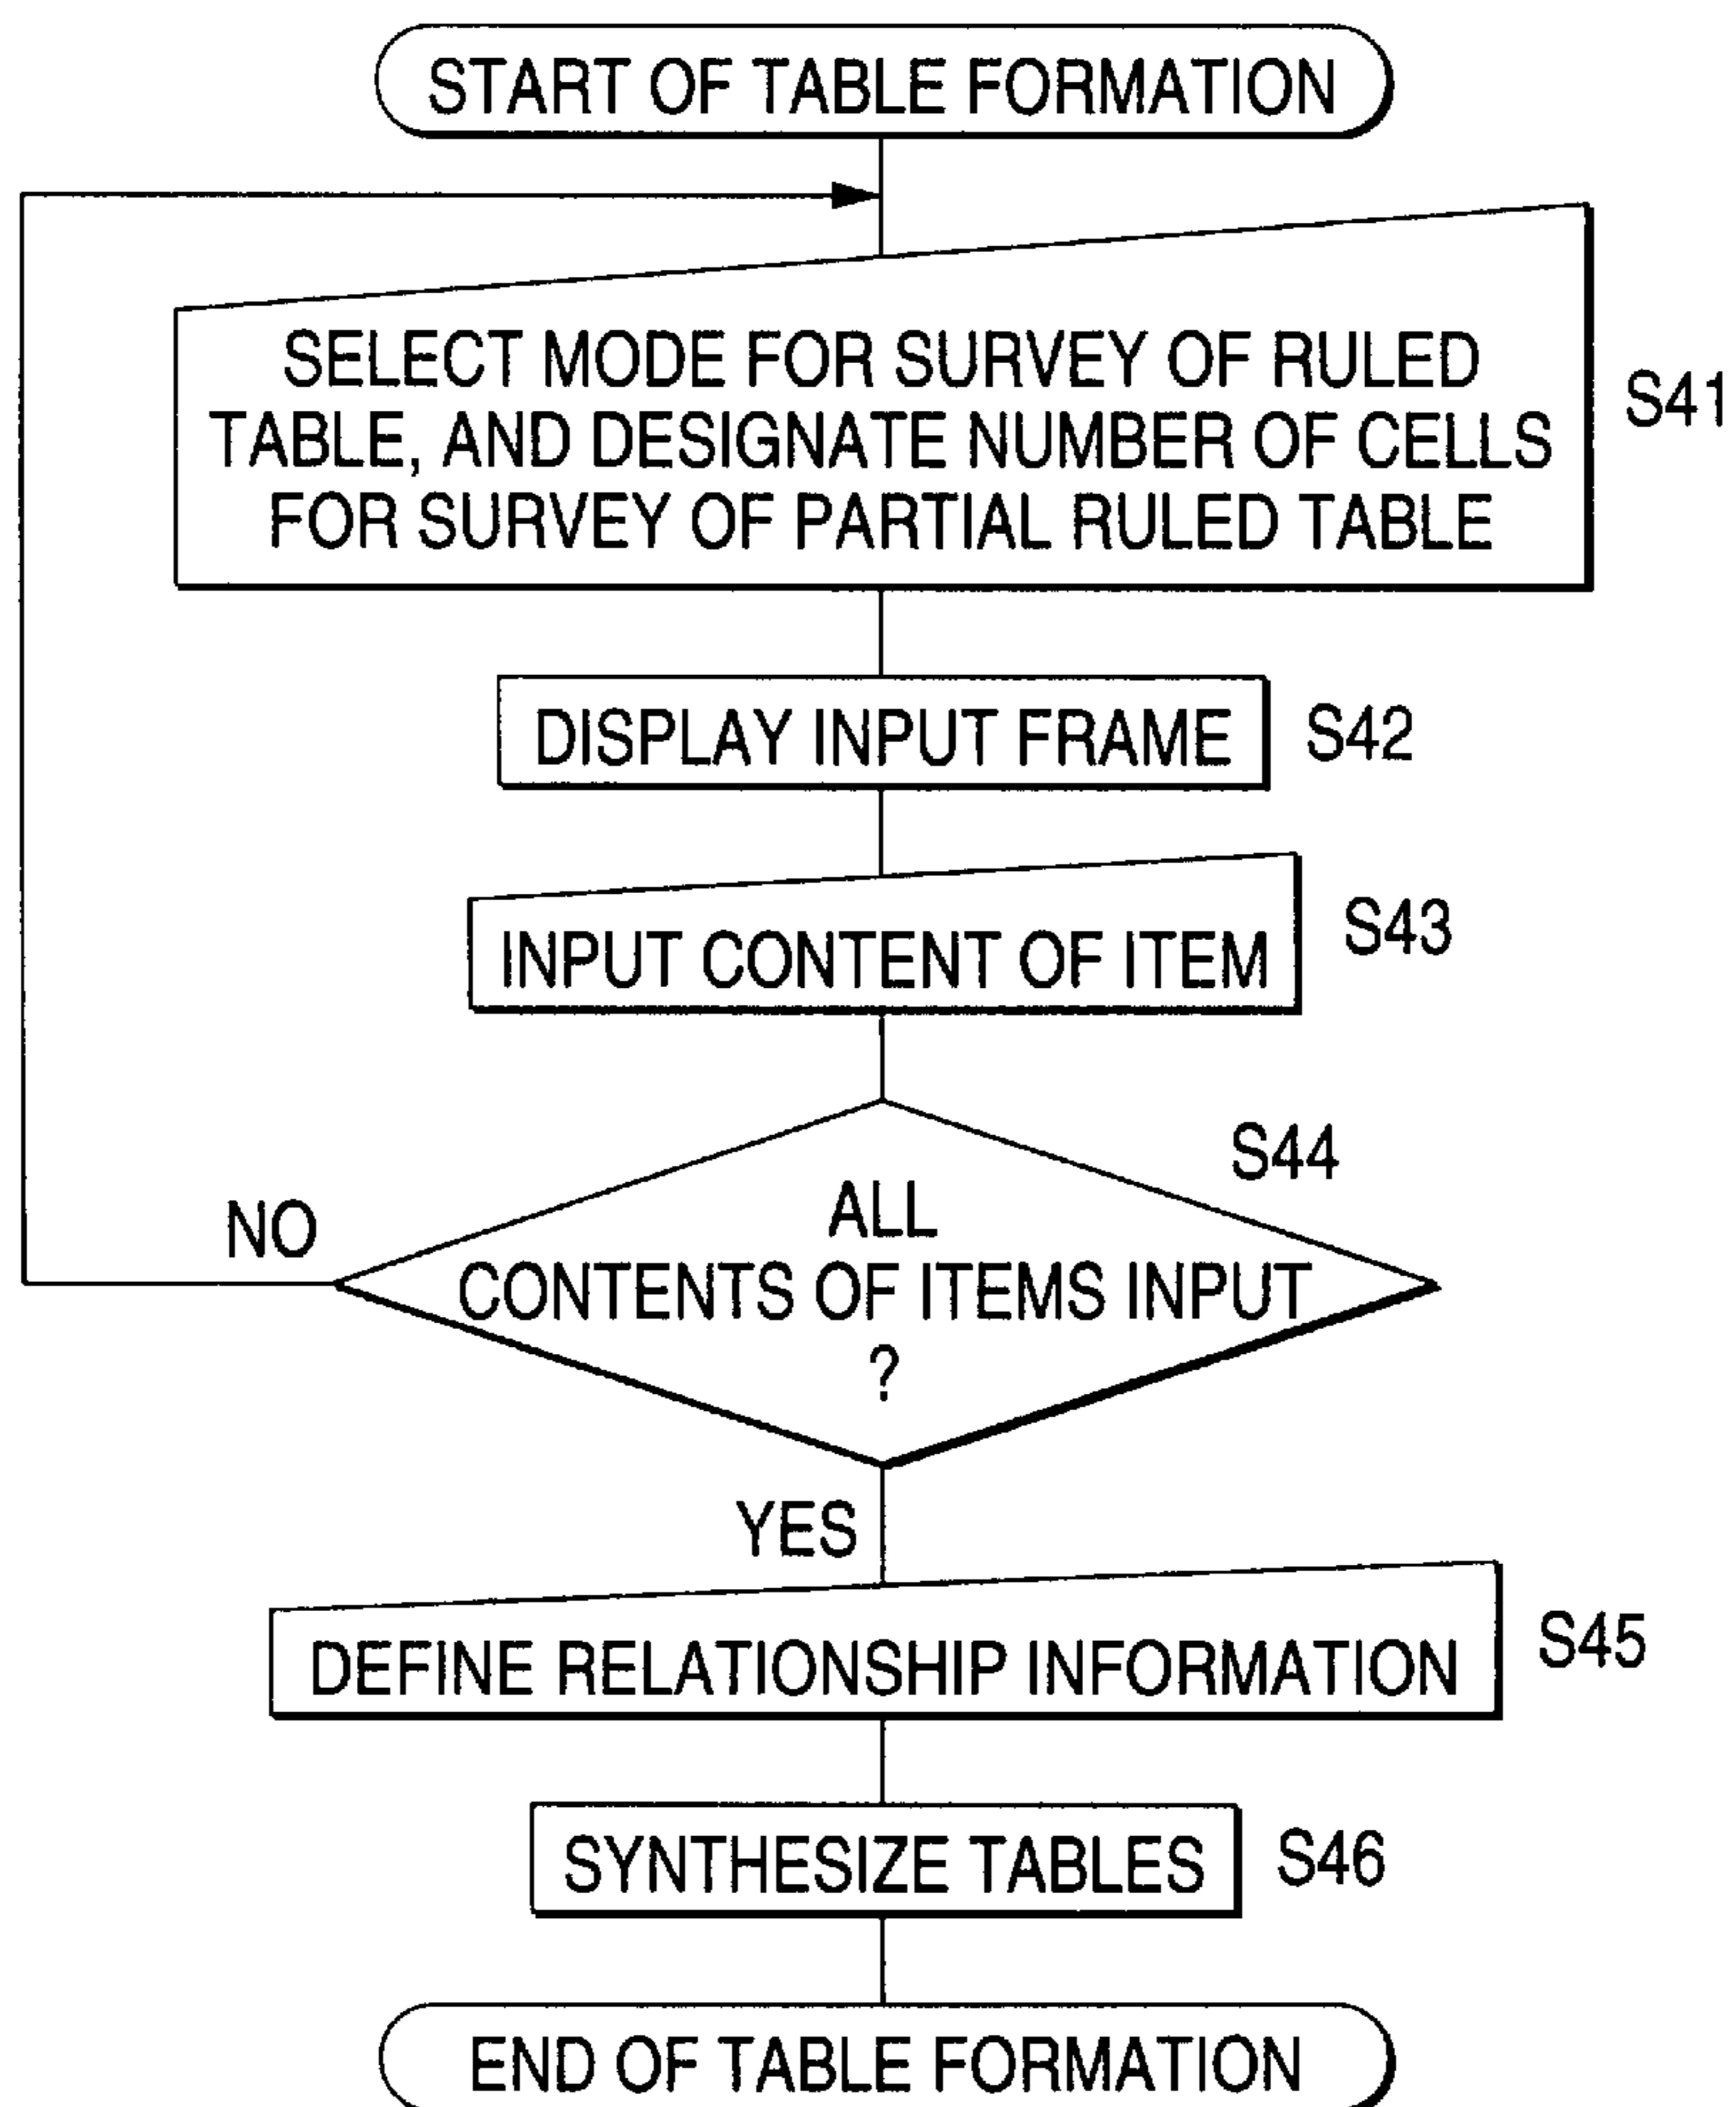 START OF TABLE FORMATION
SELECT MODE FOR SURVEY OF RULED
TABLE, AND DESIGNATE NUMBER OF CELLS
FOR SURVEY OF PARTIAL RULED TABLE
S41
DISPLAY INPUT FRAME
S42
INPUT CONTENT OF ITEM
S43
S44
ALL
CONTENTS OF ITEMS INPUT
?
NO
YES
DEFINE RELATIONSHIP INFORMATION
S45
SYNTHESIZE TABLES
S46
END OF TABLE FORMATION